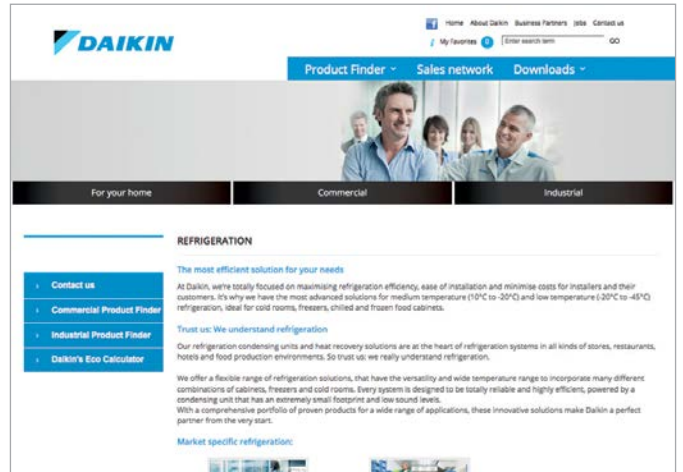 Home About Daikin Business Partners Jobs Contact us
DAIKIN
My Favorites 0 Enter search term GO
Product Finder Sales network Downloads
For your home Commercial Industrial
REFRIGERATION
The most efficient solution for your needs
Contact us
Commercial Product Finder
Industrial Product Finder
Daikin's Eco Calculator
At Daikin, we're totally focused on maximising refrigeration efficiency, ease of installation and minimise costs for installers and their
customers. It's why we have the most advanced solutions for medium temperature (10°C to -20°C) and low temperature (-20°C to -45°C)
refrigeration, ideal for cold rooms, freezers, chilled and frozen food cabinets.
Trust us: We understand refrigeration
Our refrigeration condensing units and heat recovery solutions are at the heart of refrigeration systems in all kinds of stores, restaurants,
hotels and food production environments. So trust us: we really understand refrigeration.
We offer a flexible range of refrigeration solutions, that have the versatility and wide temperature range to incorporate many different
combinations of cabinets, freezers and cold rooms. Every system is designed to be totally reliable and highly efficient, powered by a
condensing unit that has an extremely small footprint and low sound levels.
With a comprehensive portfolio of proven products for a wide range of applications, these innovative solutions make Daikin a perfect
partner from the very start.
Market specific refrigeration: